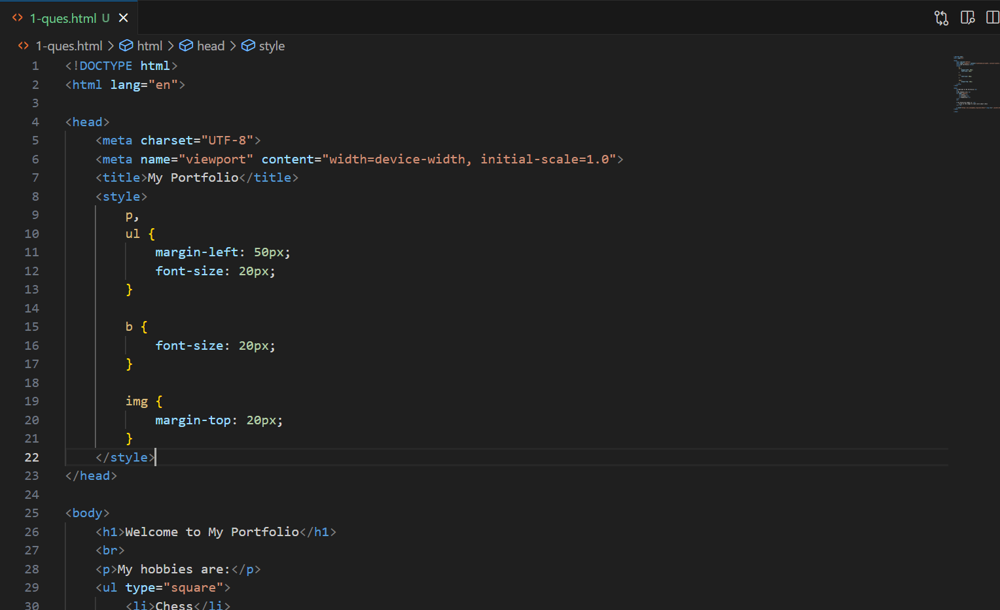 1-ques.html U
1-ques.html > html > head > style
1 <!DOCTYPE html>
2 <html lang="en">
3
4 <head>
5     <meta charset="UTF-8">
6     <meta name="viewport" content="width=device-width, initial-scale=1.0">
7     <title>My Portfolio</title>
8     <style>
9         p,
10         ul {
11             margin-left: 50px;
12             font-size: 20px;
13         }
14
15         b {
16             font-size: 20px;
17         }
18
19         img {
20             margin-top: 20px;
21         }
22     </style>
23 </head>
24
25 <body>
26     <h1>Welcome to My Portfolio</h1>
27     <br>
28     <p>My hobbies are:</p>
29     <ul type="square">
30         <li>Chess</li>